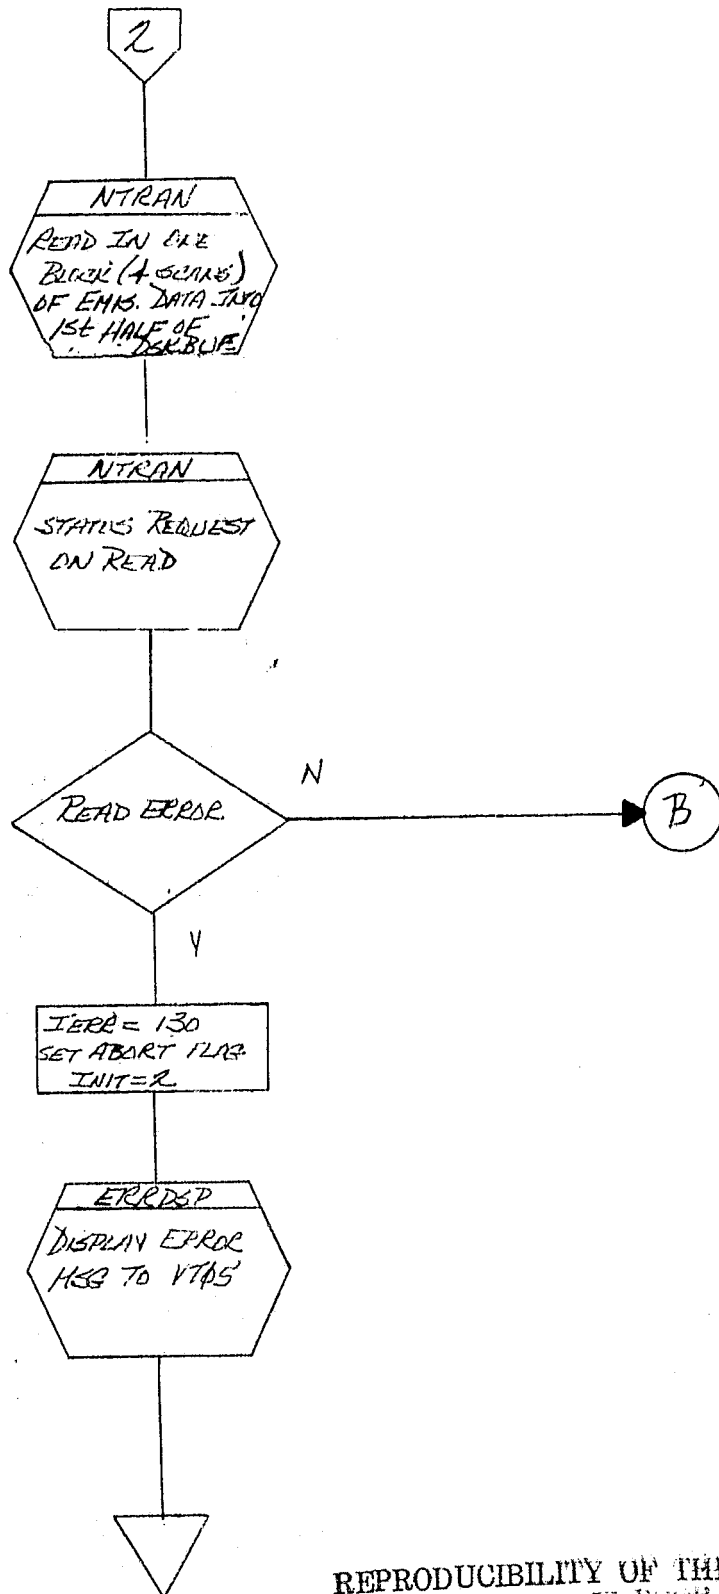 2
NTRAN
READ IN ONE
BLOCK (4 SCANS)
OF EMIS. DATA INTO
1St HALF OF
DSKBUF
NTRAN
STATUS REQUEST
ON READ
READ ERROR
N
B
Y
IERR = 130
SET ABORT FLAG
INIT=2
ERRDSP
DISPLAY ERROR
MSG TO VTØ5
REPRODUCIBILITY OF THE